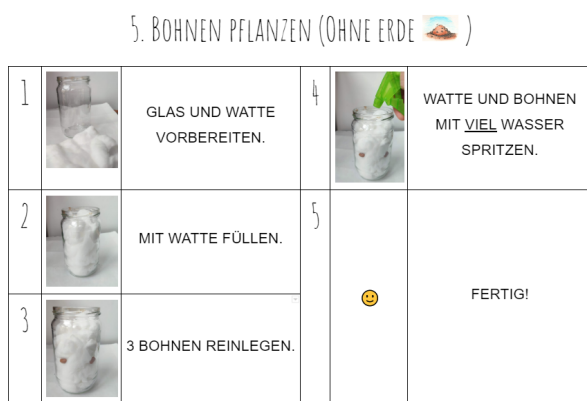 5. BOHNEN PFLANZEN (OHNE ERDE )
1
GLAS UND WATTE
VORBEREITEN.
2
MIT WATTE FÜLLEN.
3
3 BOHNEN REINLEGEN.
4
WATTE UND BOHNEN
MIT VIEL WASSER
SPRITZEN.
5
FERTIG!